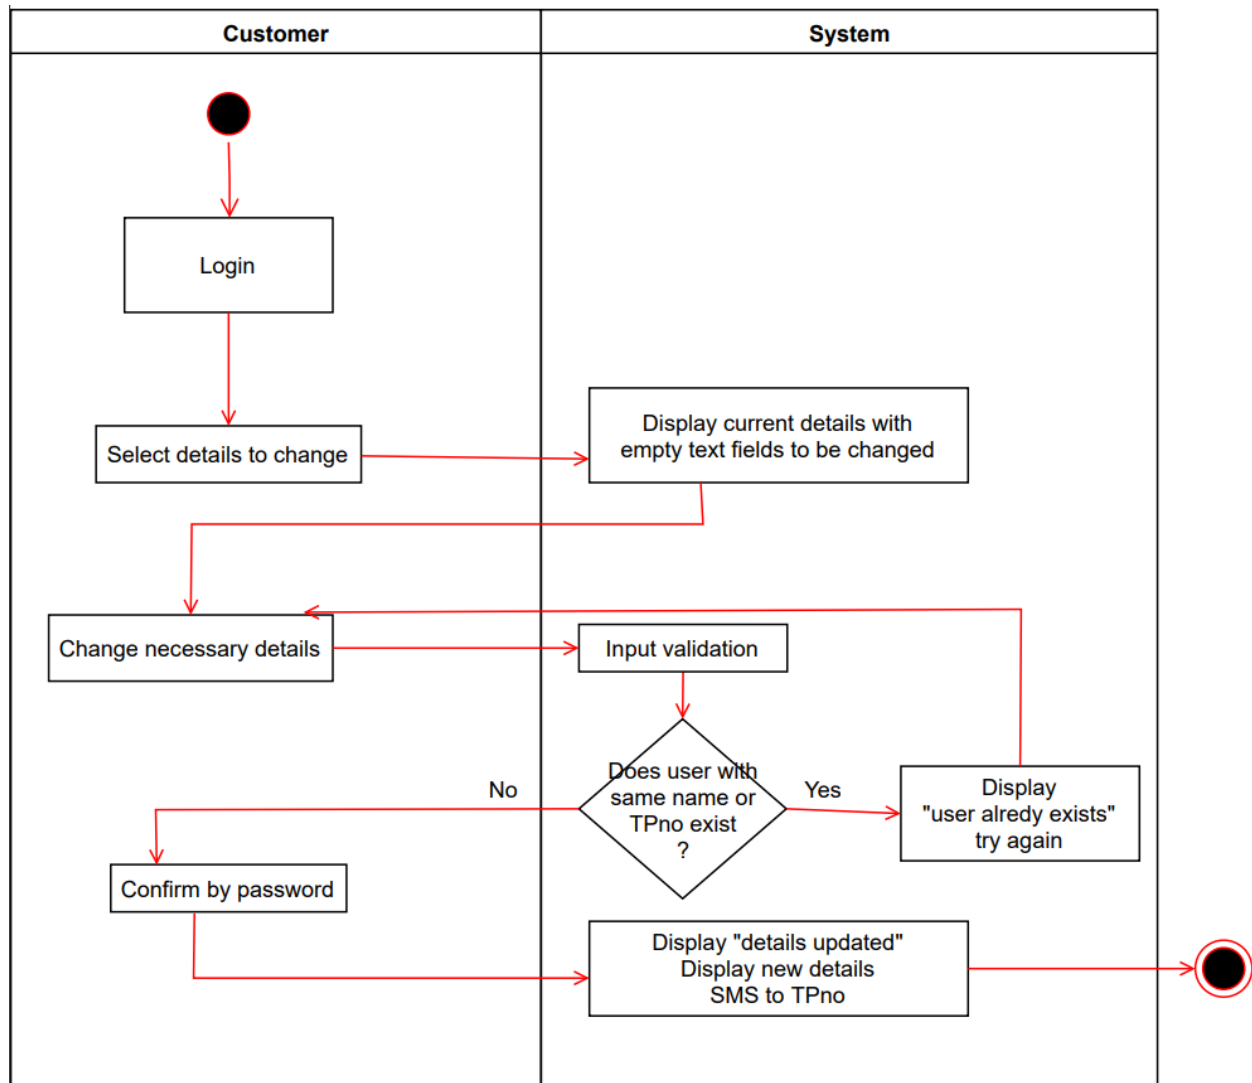 Customer
System
Login
Select details to change
Display current details with
empty text fields to be changed
Change necessary details
Input validation
Does user with
same name or
TPno exist
?
No
Yes
Display
"user alredy exists"
try again
Confirm by password
Display "details updated"
Display new details
SMS to TPno